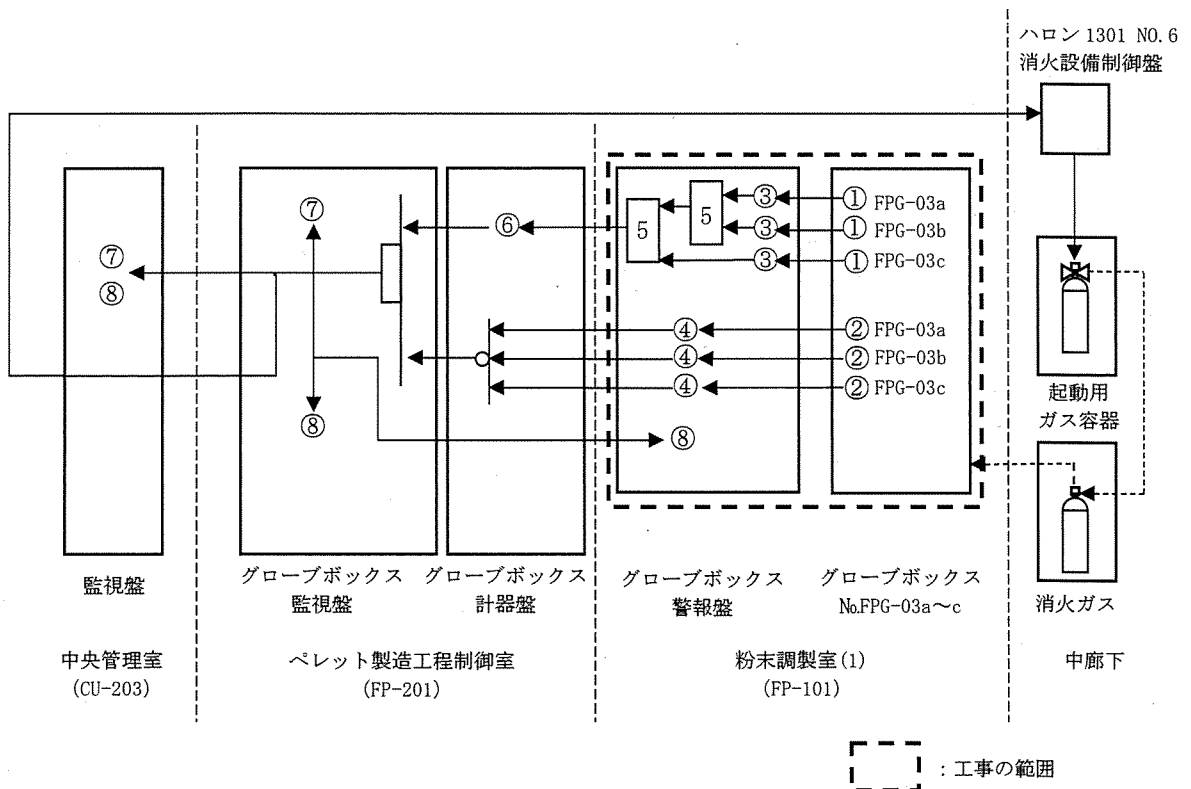 ハロン 1301 NO.6
消火設備制御盤
① FPG-03a
① FPG-03b
① FPG-03c
③
③
③
5
5
⑥
⑦
⑦
⑧
② FPG-03a
② FPG-03b
② FPG-03c
④
④
④
⑧
⑧
起動用
ガス容器
監視盤
グローブボックス
監視盤
グローブボックス
計器盤
グローブボックス
警報盤
グローブボックス
№FPG-03a～c
消火ガス
中央管理室
(CU-203)
ペレット製造工程制御室
(FP-201)
粉末調製室(1)
(FP-101)
中廊下
：工事の範囲